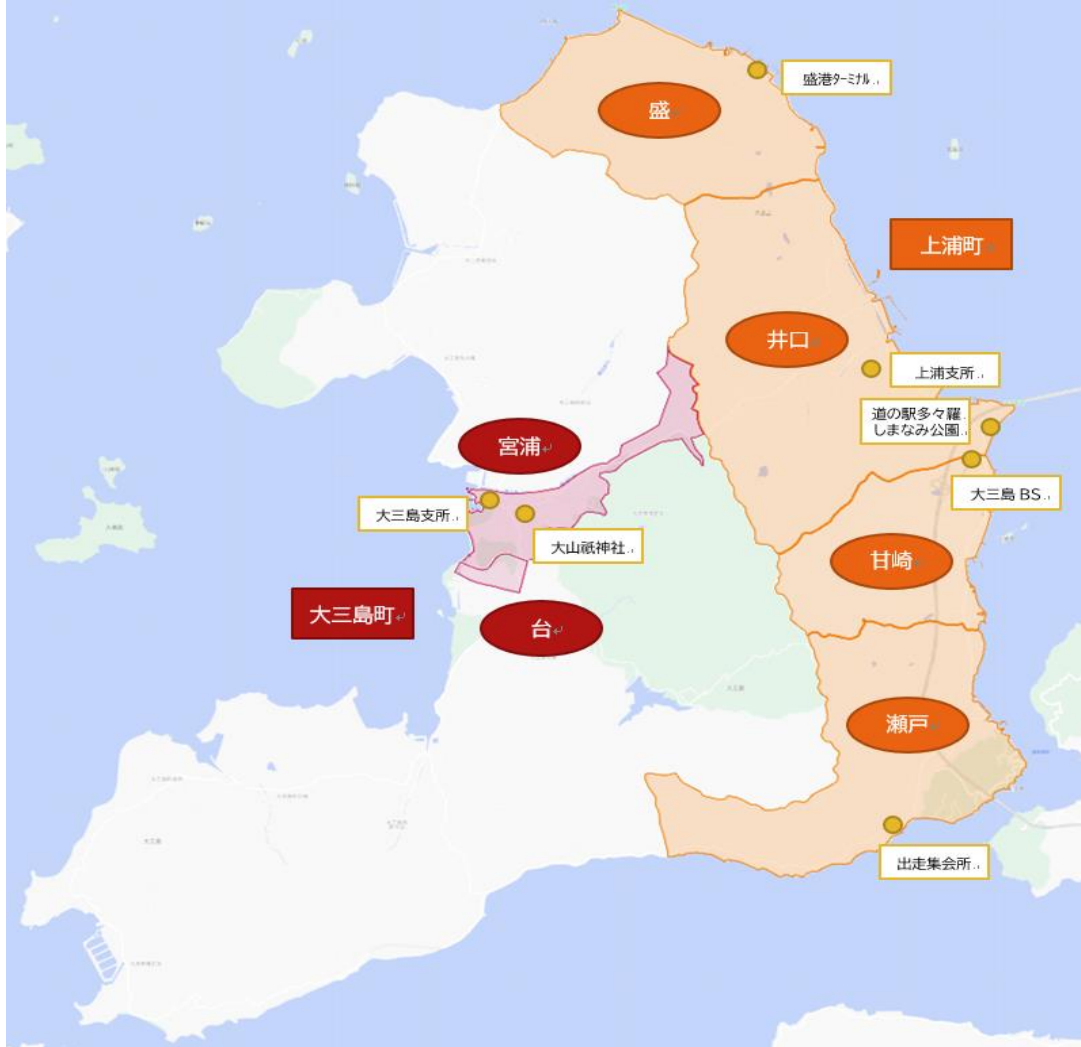 盛港ターミナル
盛
上浦町
井口
上浦支所
道の駅多々羅
しまなみ公園
宮浦
大三島BS
大三島支所
大山祇神社
甘崎
大三島町
台
瀬戸
出走集会所